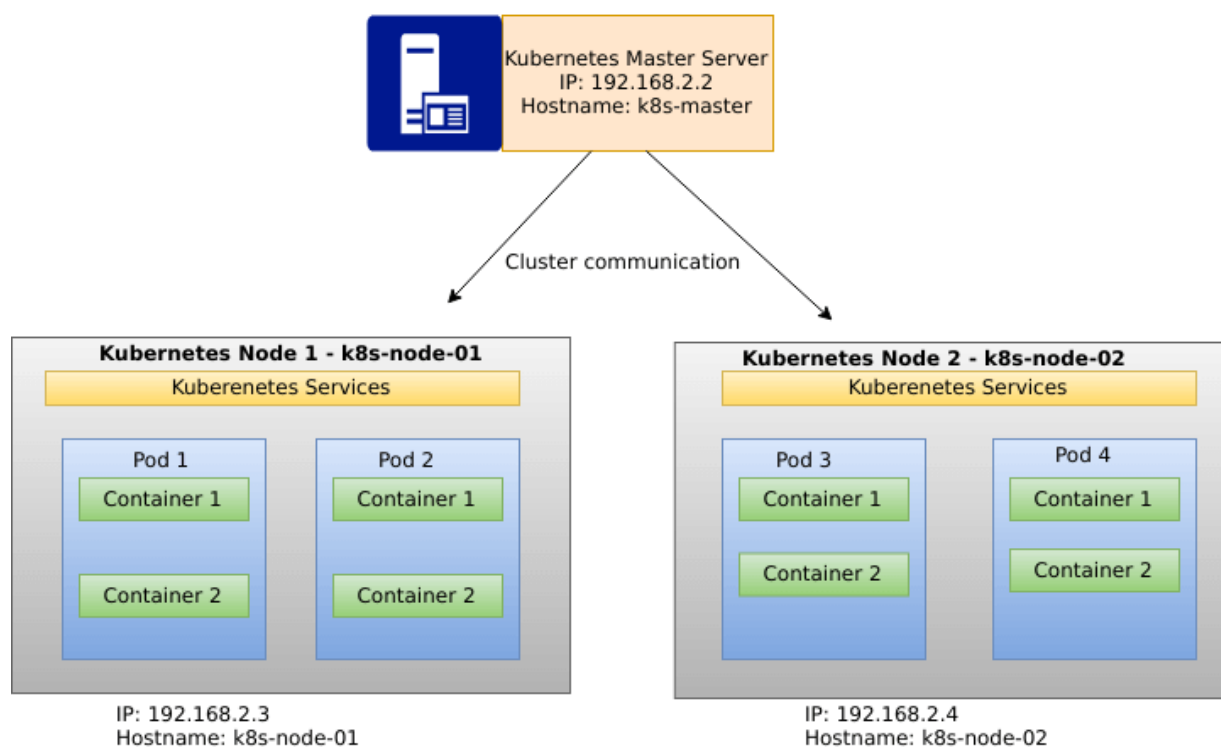 Kubernetes Master Server
IP: 192.168.2.2
Hostname: k8s-master
Cluster communication
Kubernetes Node 1 - k8s-node-01
Kuberenetes Services
Pod 1
Container 1
Container 2
Pod 2
Container 1
Container 2
IP: 192.168.2.3
Hostname: k8s-node-01
Kubernetes Node 2 - k8s-node-02
Kuberenetes Services
Pod 3
Container 1
Container 2
Pod 4
Container 1
Container 2
IP: 192.168.2.4
Hostname: k8s-node-02